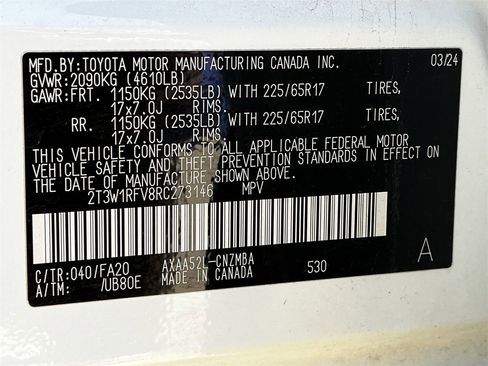 MFD.BY:TOYOTA MOTOR MANUFACTURING CANADA INC. 03/24
GVWR:2090KG (4610LB)
GAWR:FRT. 1150KG (2535LB) WITH 225/65R17 TIRES,
17x7.0J RIMS.
RR. 1150KG (2535LB) WITH 225/65R17 TIRES,
17x7.0J RIMS.
THIS VEHICLE CONFORMS TO ALL APPLICABLE FEDERAL MOTOR
VEHICLE SAFETY AND THEFT PREVENTION STANDARDS IN EFFECT
ON THE DATE OF MANUFACTURE SHOWN ABOVE.
2T3W1RFV8RC273146 MPV
C/TR:040/FA20 AXAA52L-CNZMBA 530 A
A/TM: /UB80E MADE IN CANADA